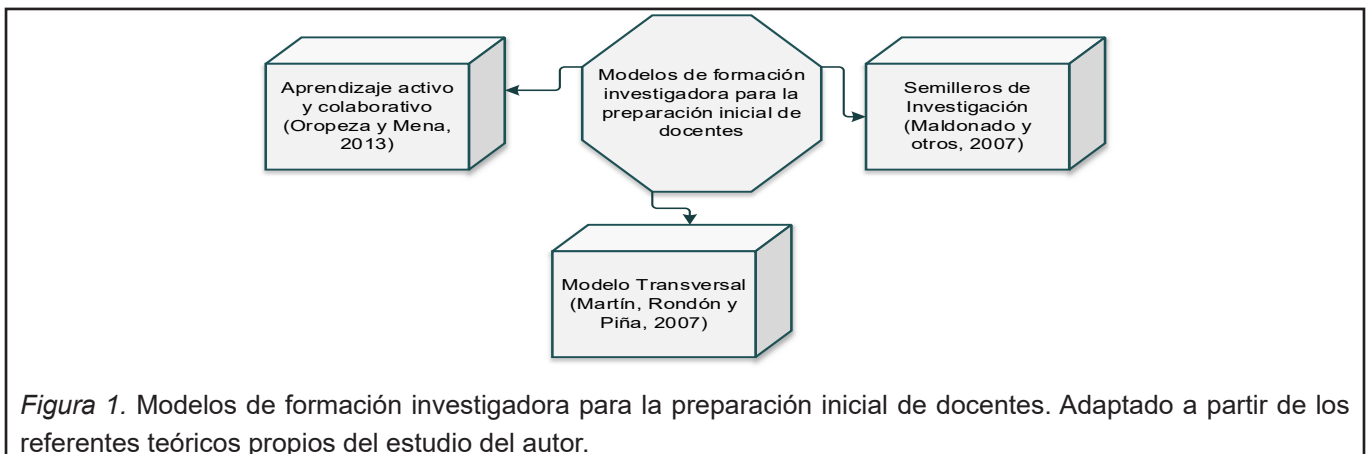 Aprendizaje activo
y colaborativo
(Oropeza y Mena,
2013)
Modelos de formación
investigadora para la
preparación inicial de
docentes
Semilleros de
Investigación
(Maldonado y
otros, 2007)
Modelo Transversal
(Martín, Rondón y
Piña, 2007)
Figura 1. Modelos de formación investigadora para la preparación inicial de docentes. Adaptado a partir de los
referentes teóricos propios del estudio del autor.